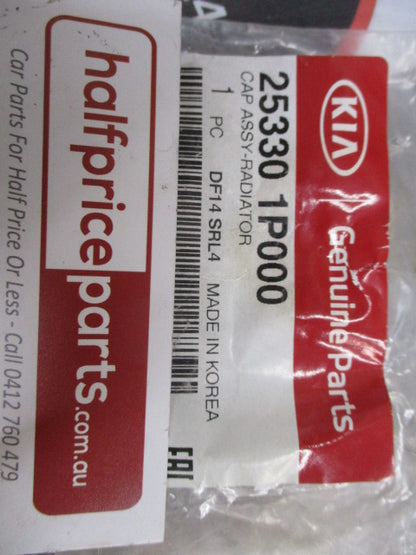 KIA
Genuine Parts
25330 1P000
CAP ASSY-RADIATOR
1 PC DF14 SRL4 MADE IN KOREA
EAC
halfpriceparts.com.au
Car Parts For Half Price Or Less - Call 0412 760 479